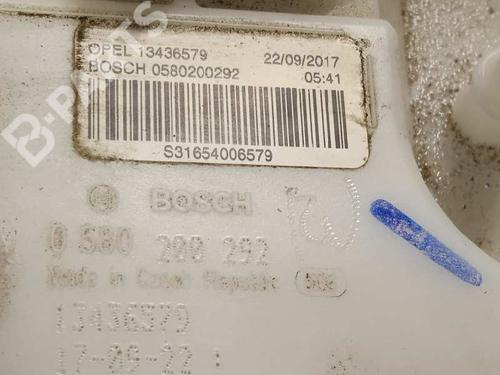 OPEL 13436579 22/09/2017
BOSCH 0580200292 05:41
S31654006579
BOSCH
0 580 200 292
Made in Czech Republic
13436579
17-09-22
B-PARTS